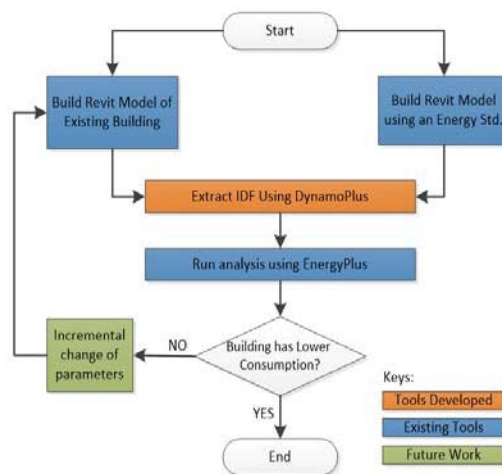 Start
Build Revit Model of
Existing Building
Build Revit Model
using an Energy Std.
Extract IDF Using DynamoPlus
Run analysis using EnergyPlus
Building has Lower
Consumption?
NO
Incremental
change of
parameters
YES
End
Keys:
Tools Developed
Existing Tools
Future Work